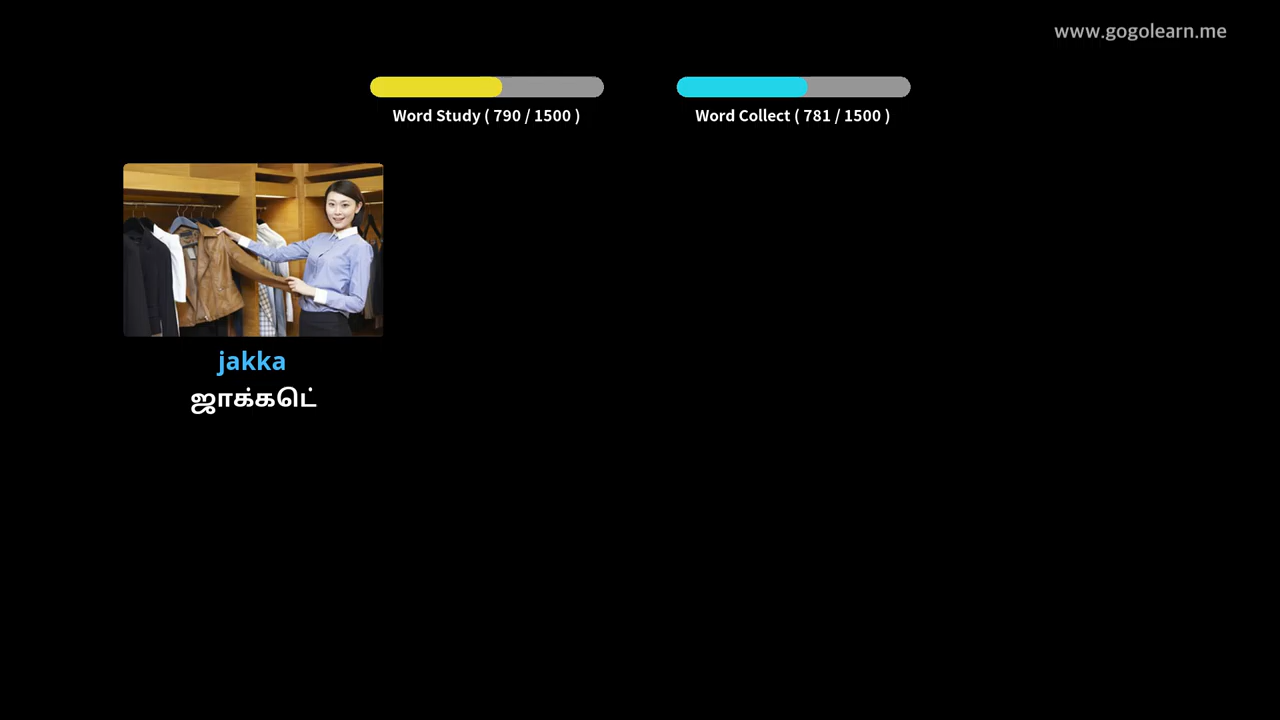 www.gogolearn.me
Word Study ( 790 / 1500 )
Word Collect ( 781 / 1500 )
jakka
ஜாக்கெட்